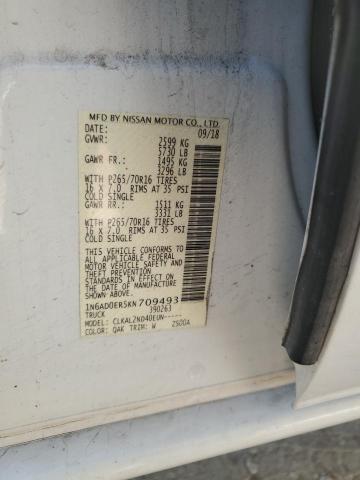 MFD BY NISSAN MOTOR CO., LTD.
DATE: 09/18
GVWR: 2599 KG
5730 LB
GAWR FR.: 1495 KG
3296 LB
WITH P265/70R16 TIRES
16 X 7.0 RIMS AT 35 PSI
COLD SINGLE
GAWR RR.: 1511 KG
3331 LB
WITH P265/70R16 TIRES
16 X 7.0 RIMS AT 35 PSI
COLD SINGLE
THIS VEHICLE CONFORMS TO
ALL APPLICABLE FEDERAL
MOTOR VEHICLE SAFETY AND
THEFT PREVENTION
STANDARDS IN EFFECT ON
THE DATE OF MANUFACTURE
SHOWN ABOVE.
1N6AD0ER5KN709493
TRUCK 390263
MODEL: CLKAL2ND40EUN-----
COLOR: QAK TRIM: W